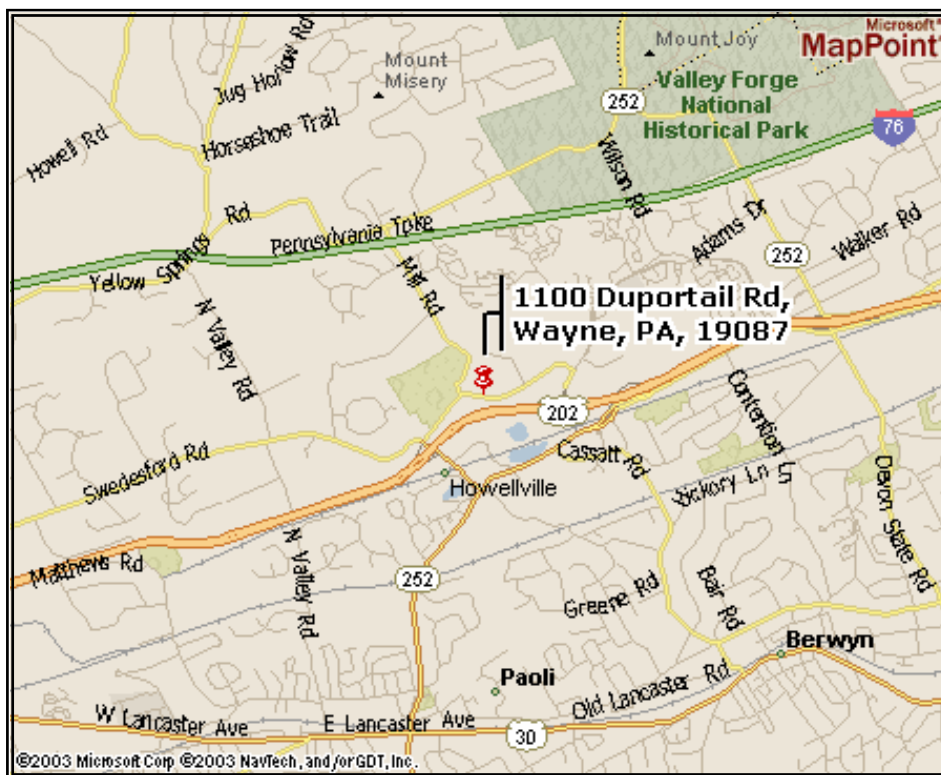 Microsoft®
MapPoint®
Mount Joy
Mount
Misery
Jug Hollow Rd
252
Valley Forge
National
Historical Park
76
Howell Rd
Horseshoe Trail
Wilson Rd
Yellow Springs Rd
Pennsylvania Tpke
Adams Dr
Walker Rd
252
Mill Rd
N Valley Rd
1100 Duportail Rd,
Wayne, PA, 19087
202
Contention Ln
Swedesford Rd
Cassatt Rd
Howellville
Vickory Ln
Devon State Rd
Matthews Rd
N Valley Rd
252
Greene Rd
Bair Rd
Berwyn
Paoli
Old Lancaster Rd
W Lancaster Ave
E Lancaster Ave
30
©2003 Microsoft Corp ©2003 NavTech, and/or GDT, Inc.